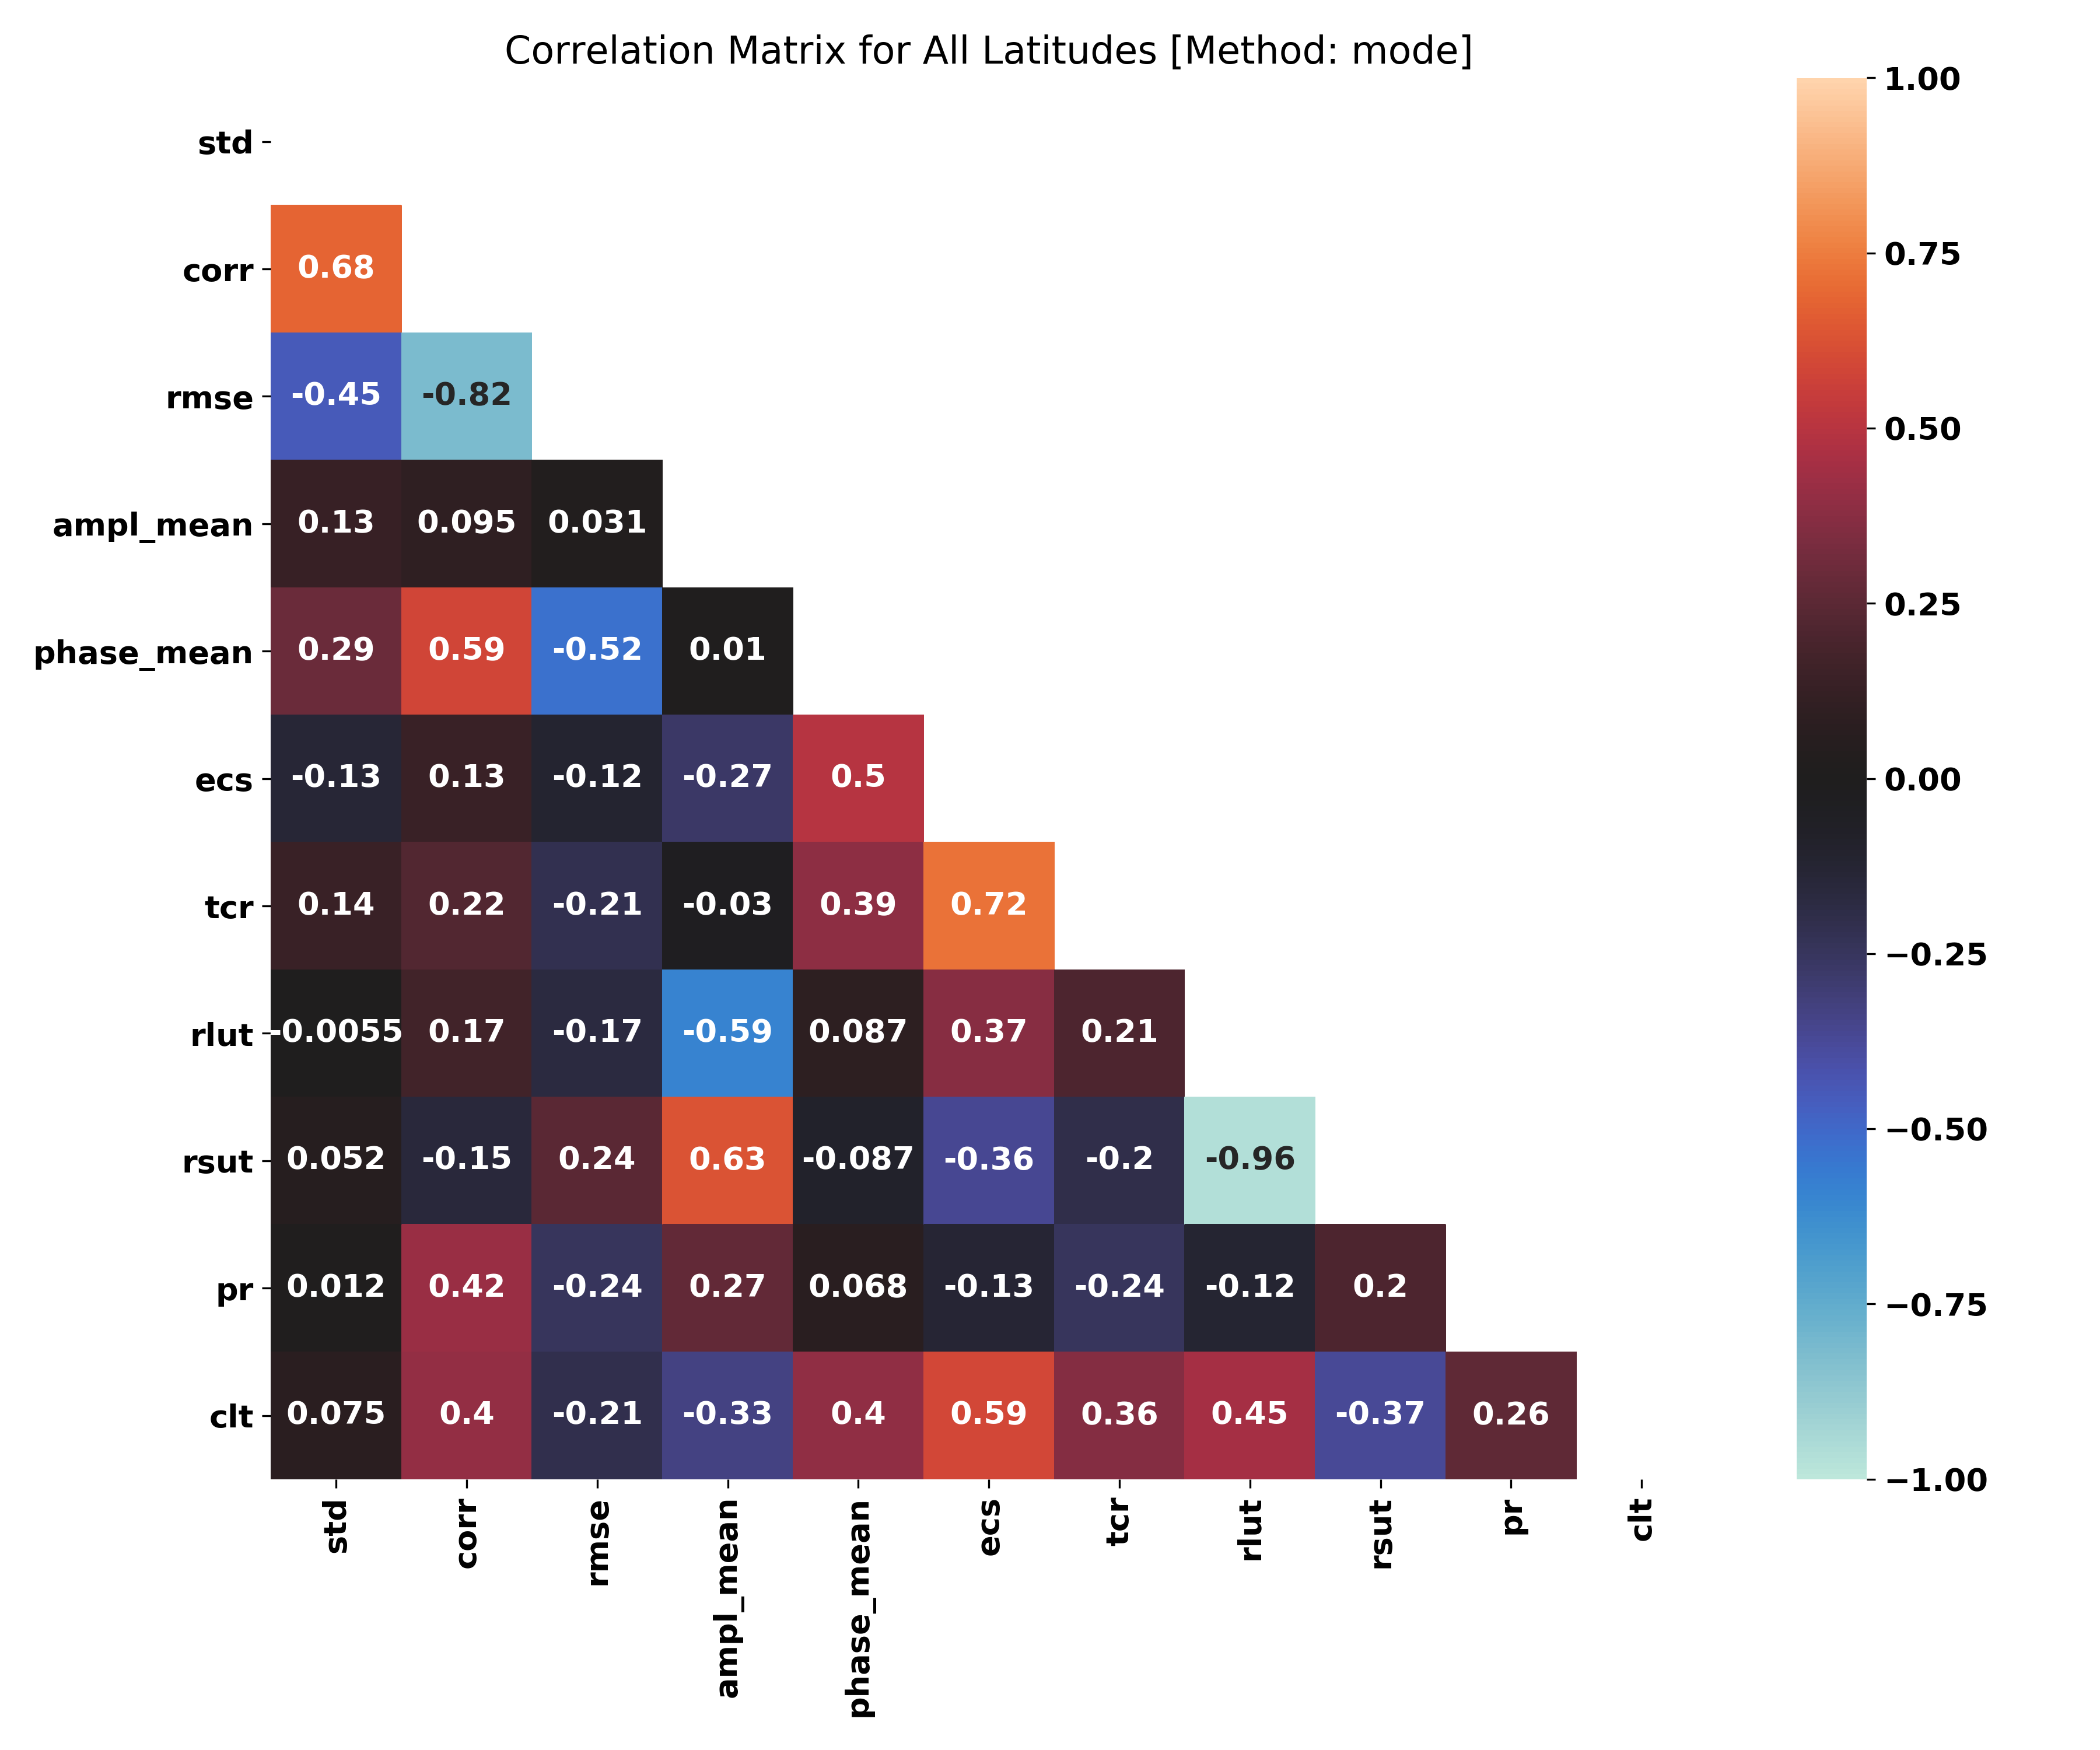 Correlation Matrix for All Latitudes [Method: mode]
std
corr 0.68
rmse -0.45 -0.82
ampl_mean 0.13 0.095 0.031
phase_mean 0.29 0.59 -0.52 0.01
ecs -0.13 0.13 -0.12 -0.27 0.5
tcr 0.14 0.22 -0.21 -0.03 0.39 0.72
rlut -0.0055 0.17 -0.17 -0.59 0.087 0.37 0.21
rsut 0.052 -0.15 0.24 0.63 -0.087 -0.36 -0.2 -0.96
pr 0.012 0.42 -0.24 0.27 0.068 -0.13 -0.24 -0.12 0.2
clt 0.075 0.4 -0.21 -0.33 0.4 0.59 0.36 0.45 -0.37 0.26
std corr rmse ampl_mean phase_mean ecs tcr rlut rsut pr clt
1.00
0.75
0.50
0.25
0.00
−0.25
−0.50
−0.75
−1.00